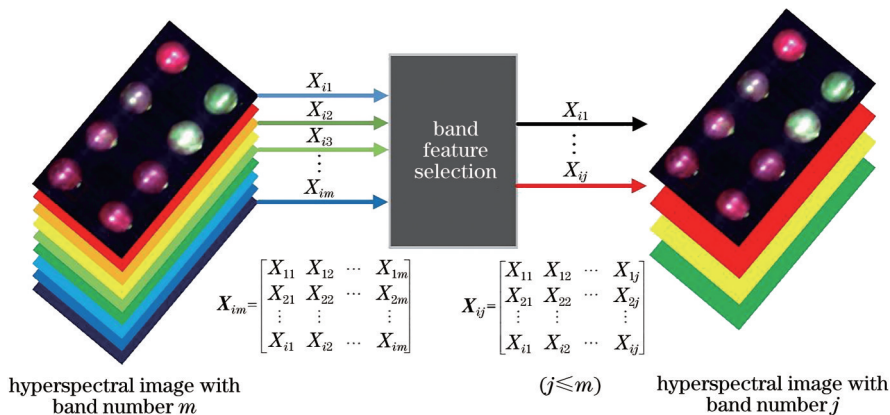 X_{i1}
X_{i2}
X_{i3}
⋮
X_{im}
band
feature
selection
X_{i1}
⋮
X_{ij}
X_{im}=
X_{11} X_{12} ⋯ X_{1m}
X_{21} X_{22} ⋯ X_{2m}
⋮ ⋮ ⋮
X_{i1} X_{i2} ⋯ X_{im}
X_{ij}=
X_{11} X_{12} ⋯ X_{1j}
X_{21} X_{22} ⋯ X_{2j}
⋮ ⋮ ⋮
X_{i1} X_{i2} ⋯ X_{ij}
(j≤m)
hyperspectral image with
band number m
hyperspectral image with
band number j